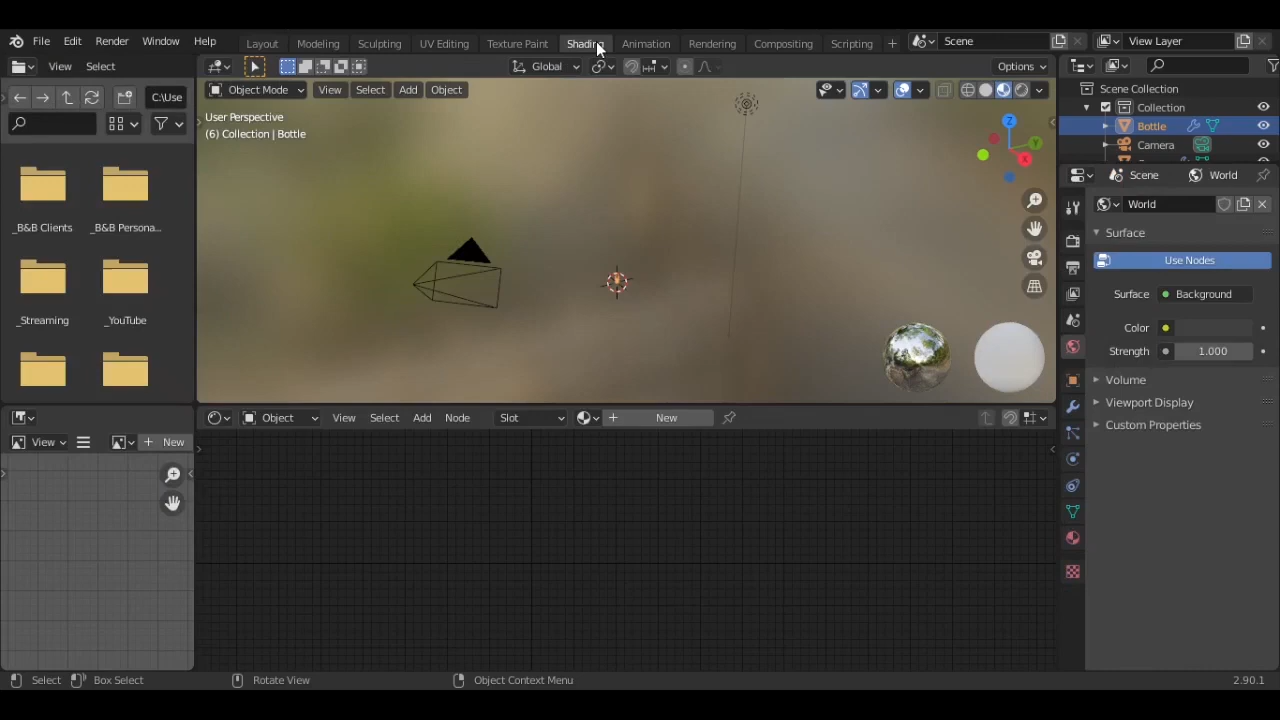 File Edit Render Window Help Layout Modeling Sculpting UV Editing Texture Paint Shading Animation Rendering Compositing Scripting + Scene View Layer
View Select Global Options
C:\Use Object Mode View Select Add Object Scene Collection
User Perspective Collection
(6) Collection | Bottle Bottle
Z Y X
Camera
Scene World
_B&B Clients _B&B Persona...
World
Surface
Use Nodes
Surface Background
_Streaming _YouTube
Color
Strength 1.000
Volume
Viewport Display
Object View Select Add Node Slot + New
Custom Properties
View + New
Select Box Select Rotate View Object Context Menu 2.90.1